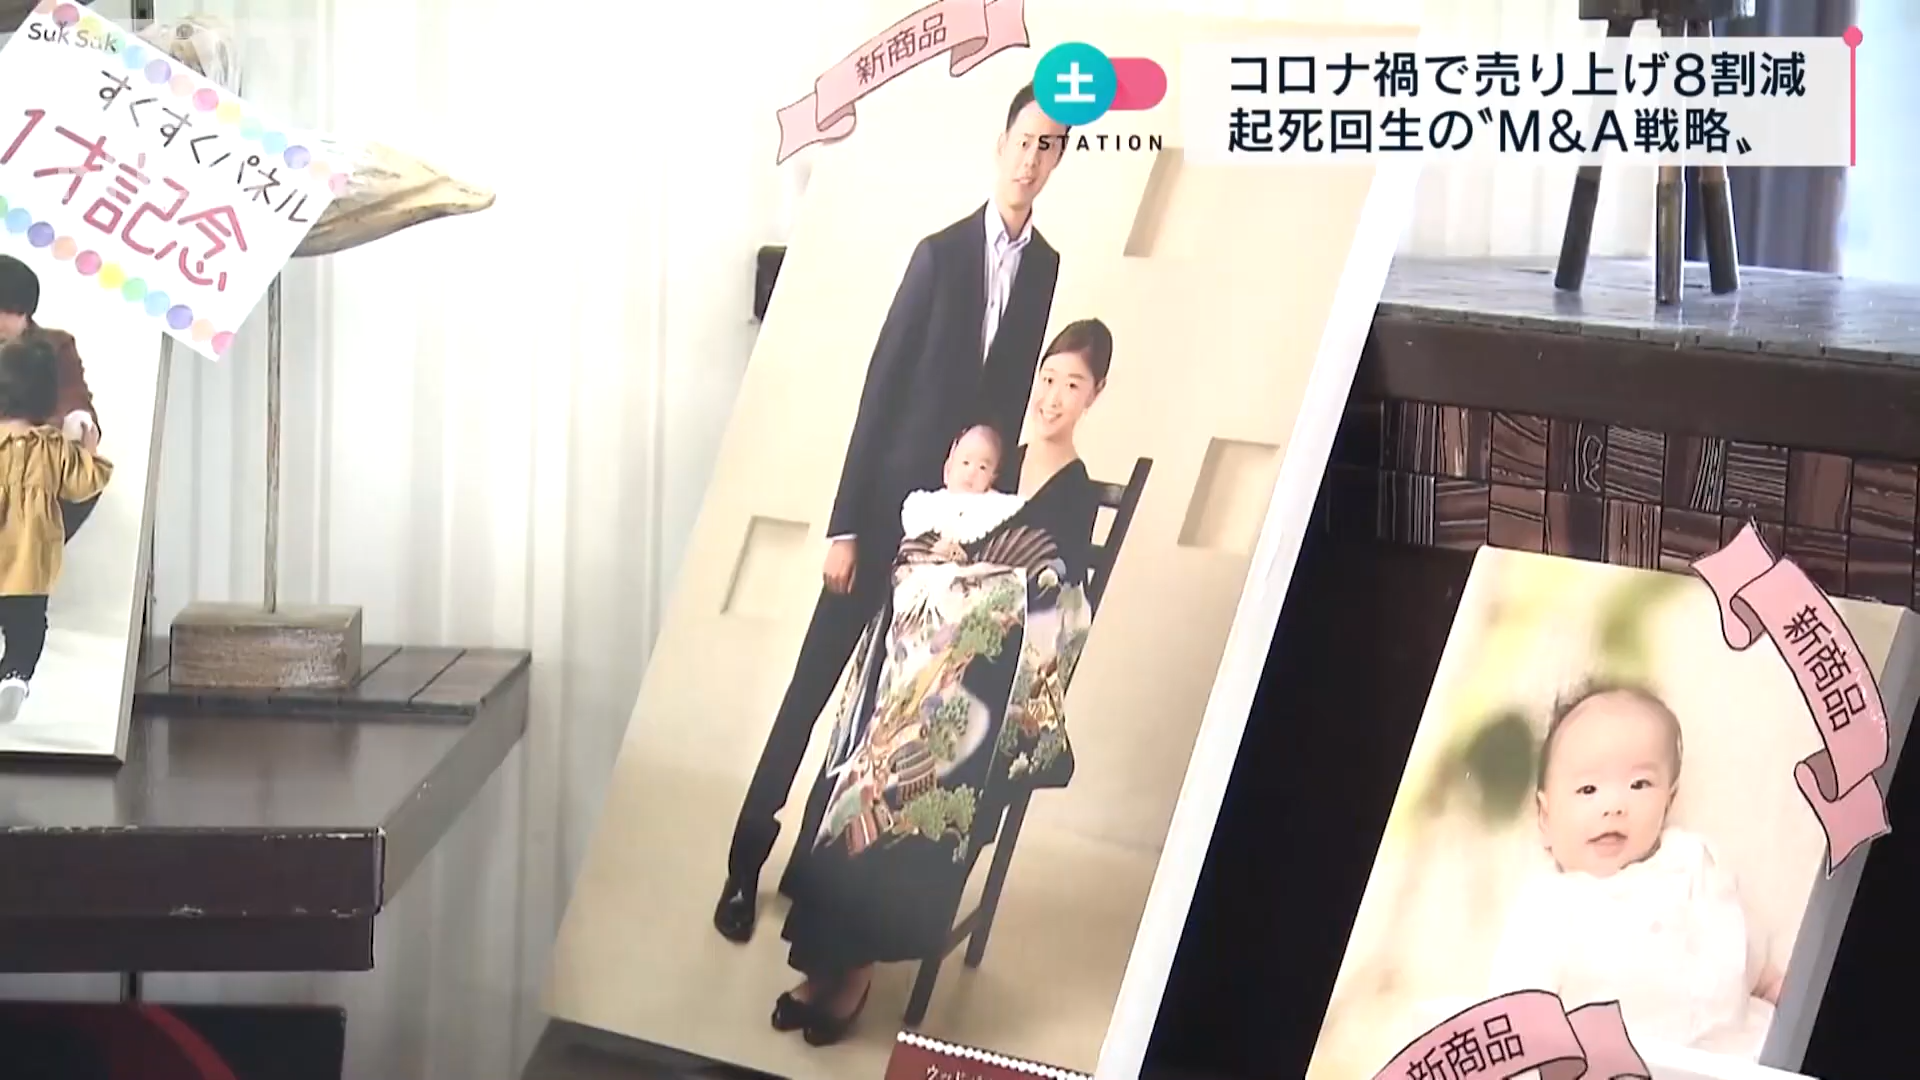 Suk Suk
すくすくパネル
1才記念
新商品
土
STATION
コロナ禍で売り上げ8割減
起死回生の〝M&A戦略〟
新商品
新商品